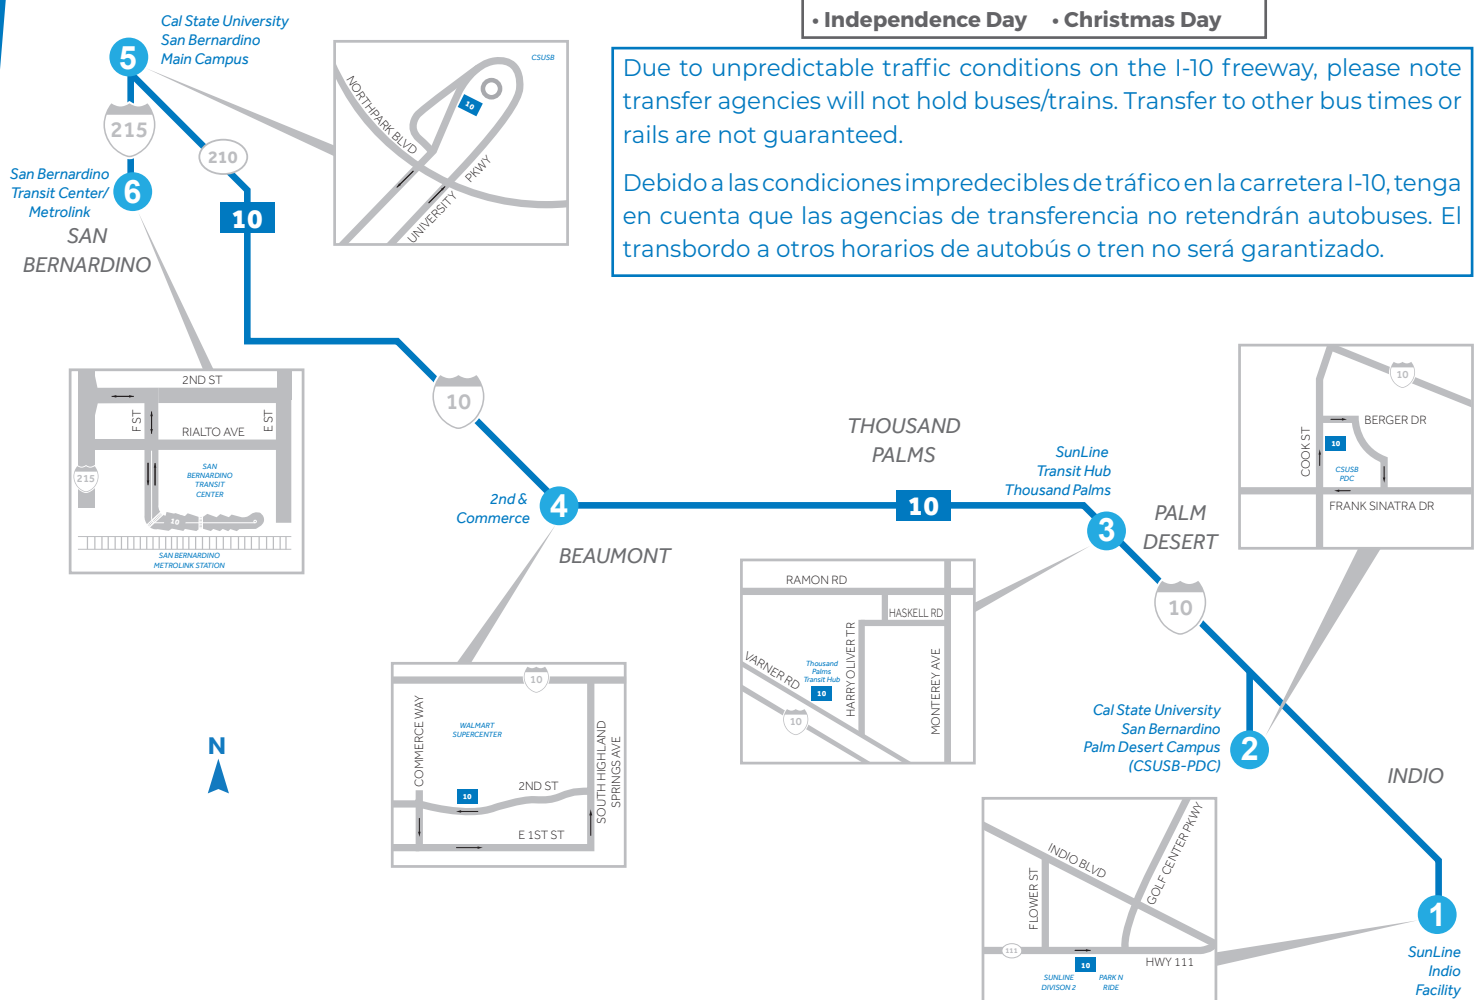 • Independence Day • Christmas Day
Due to unpredictable traffic conditions on the I-10 freeway, please note
transfer agencies will not hold buses/trains. Transfer to other bus times or
rails are not guaranteed.
Debido a las condiciones impredecibles de tráfico en la carretera I-10, tenga
en cuenta que las agencias de transferencia no retendrán autobuses. El
transbordo a otros horarios de autobús o tren no será garantizado.
Cal State University
San Bernardino
Main Campus
5
215
210
San Bernardino
Transit Center/
Metrolink
6
SAN
BERNARDINO
10
CSUSB
10
NORTHPARK BLVD
UNIVERSITY PKWY
2ND ST
F ST
E ST
RIALTO AVE
215
SAN
BERNARDINO
TRANSIT
CENTER
10
SAN BERNARDINO
METROLINK STATION
10
2nd &
Commerce
4
BEAUMONT
10
THOUSAND
PALMS
SunLine
Transit Hub
Thousand Palms
3
PALM
DESERT
10
10
BERGER DR
COOK ST
10
CSUSB
PDC
FRANK SINATRA DR
RAMON RD
HASKELL RD
HARRY OLIVER TR
VARNER RD
Thousand
Palms
Transit Hub
10
10
MONTEREY AVE
10
COMMERCE WAY
WALMART
SUPERCENTER
SOUTH HIGHLAND
SPRINGS AVE
2ND ST
10
E 1ST ST
N
Cal State University
San Bernardino
Palm Desert Campus
(CSUSB-PDC)
2
INDIO
INDIO BLVD
GOLF CENTER PKWY
FLOWER ST
111
HWY 111
10
SUNLINE
DIVISON 2
PARK N
RIDE
1
SunLine
Indio
Facility